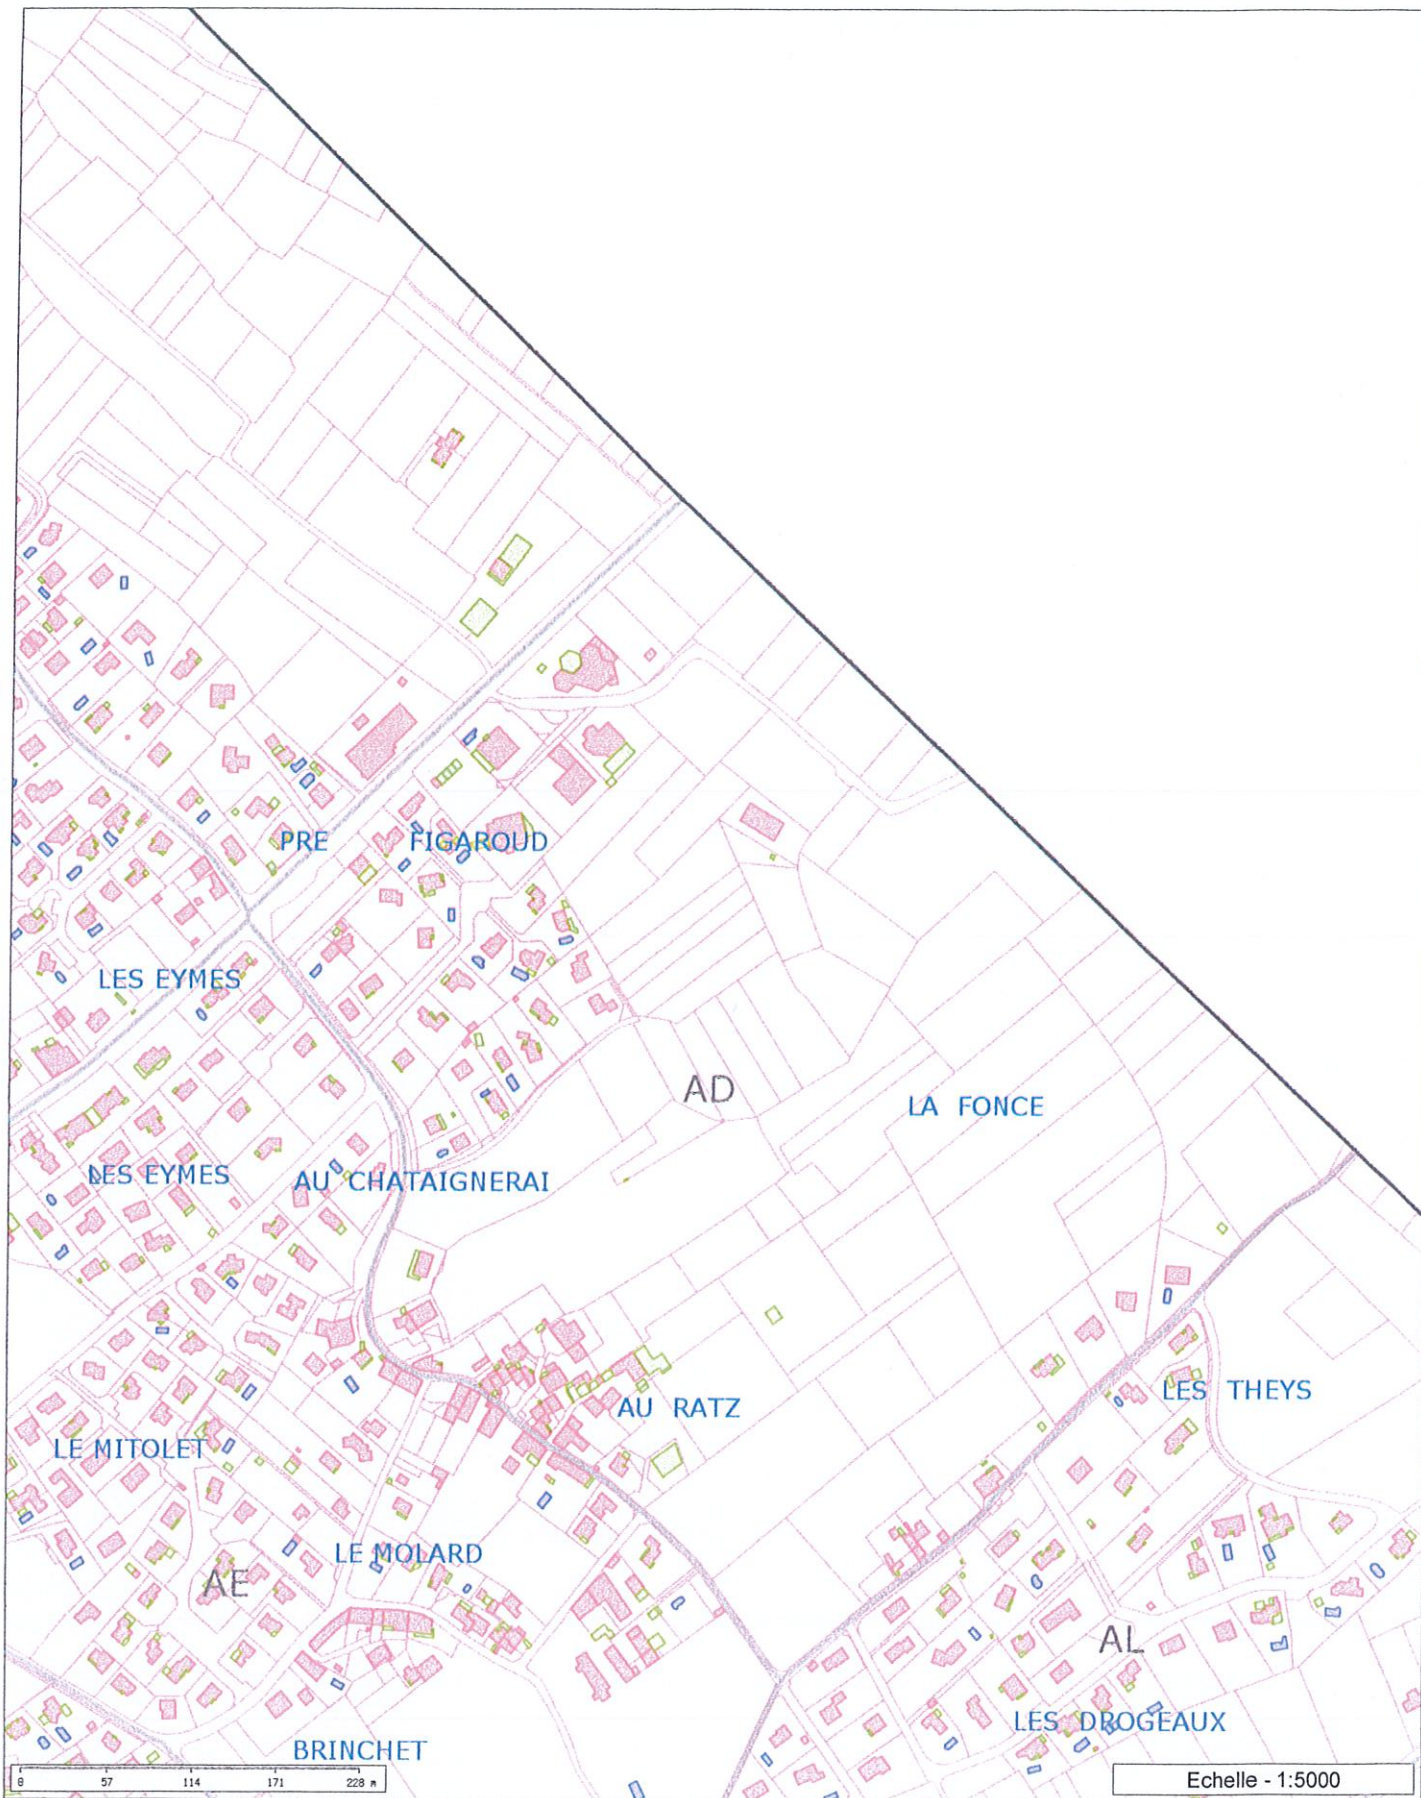 PRE FIGAROUD
LES EYMES
AD
LA FONCE
LES EYMES
AU CHATAIGNERAI
LES THEYS
AU RATZ
LE MITOLET
LE MOLARD
AE
AL
LES DROGEAUX
BRINCHET
0 57 114 171 228 m
Echelle - 1:5000